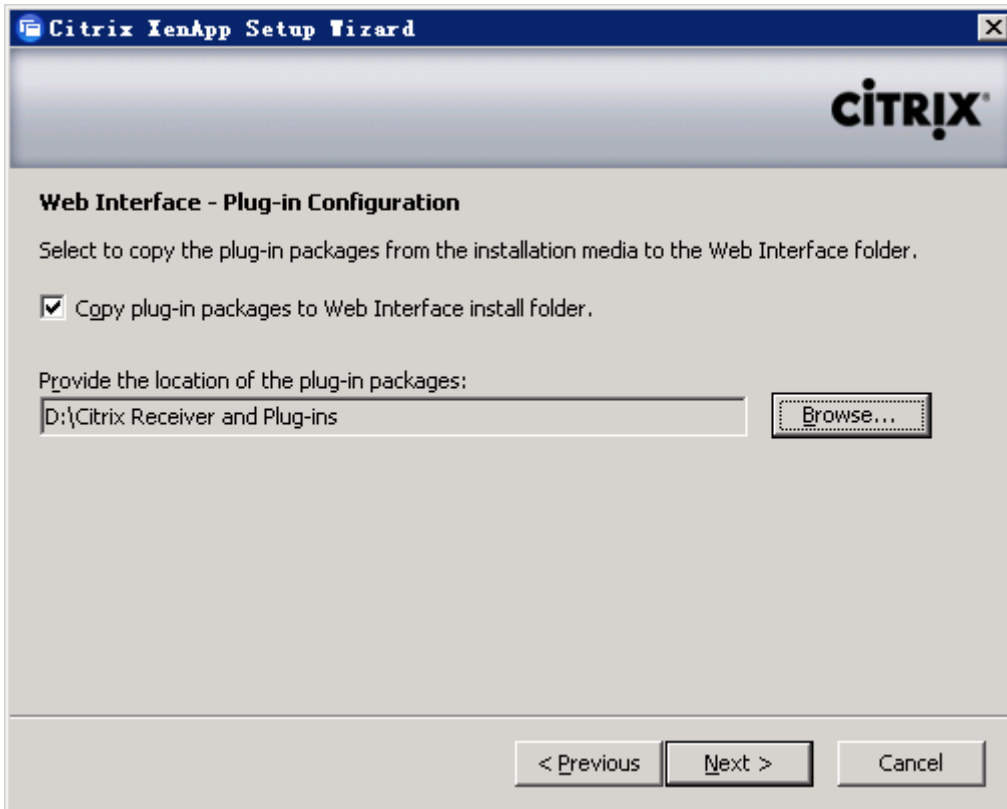 Citrix XenApp Setup Wizard
CİTRIX
Web Interface - Plug-in Configuration
Select to copy the plug-in packages from the installation media to the Web Interface folder.
Copy plug-in packages to Web Interface install folder.
Provide the location of the plug-in packages:
D:\Citrix Receiver and Plug-ins Browse...
< Previous Next > Cancel